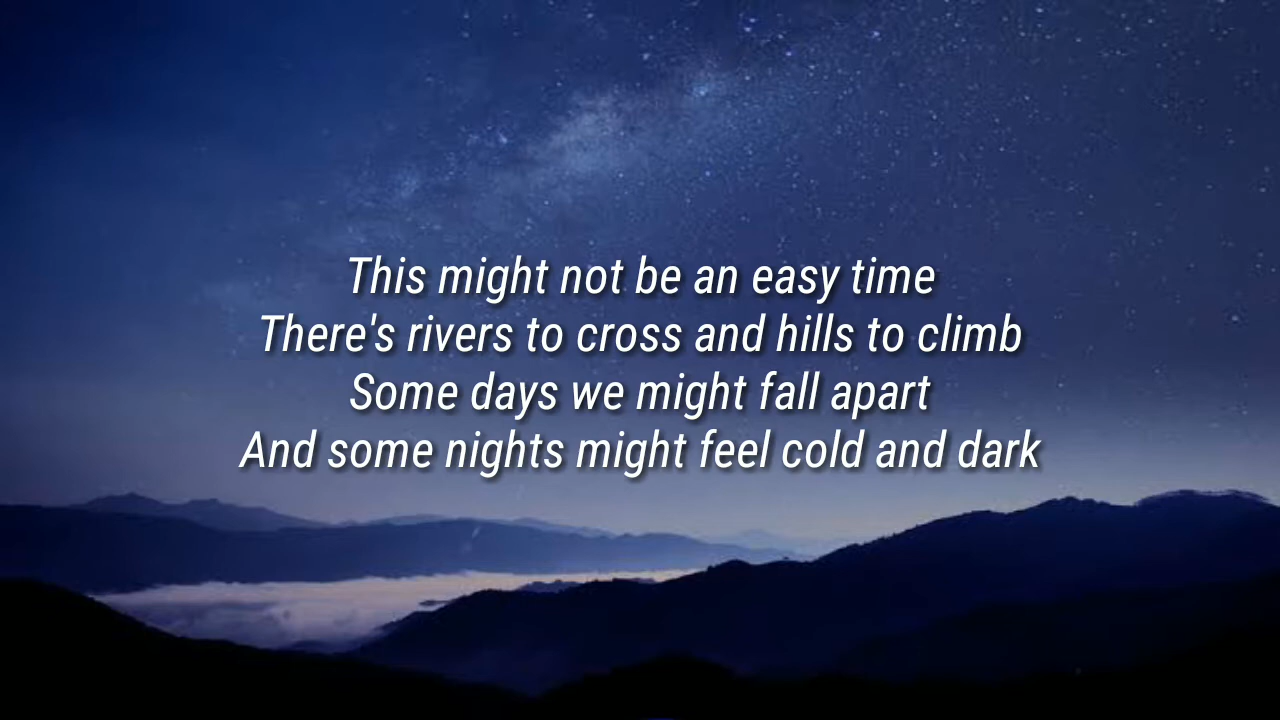 This might not be an easy time
There's rivers to cross and hills to climb
Some days we might fall apart
And some nights might feel cold and dark